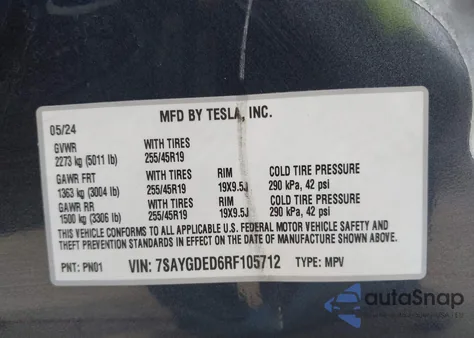 MFD BY TESLA, INC.
05/24
GVWR WITH TIRES
2273 kg (5011 lb) 255/45R19
GAWR FRT WITH TIRES RIM COLD TIRE PRESSURE
1363 kg (3004 lb) 255/45R19 19X9.5J 290 kPa, 42 psi
GAWR RR WITH TIRES RIM COLD TIRE PRESSURE
1500 kg (3306 lb) 255/45R19 19X9.5J 290 kPa, 42 psi
THIS VEHICLE CONFORMS TO ALL APPLICABLE U.S. FEDERAL MOTOR VEHICLE SAFETY AND
THEFT PREVENTION STANDARDS IN EFFECT ON THE DATE OF MANUFACTURE SHOWN ABOVE.
PNT: PN01 VIN: 7SAYGDED6RF105712 TYPE: MPV
autaSnap